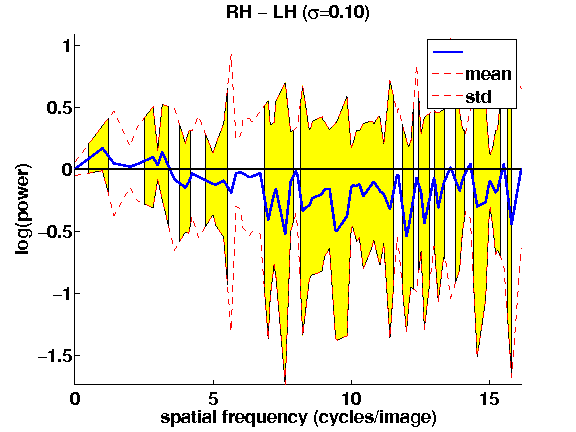 RH − LH (σ=0.10)
mean
std
1
0.5
0
−0.5
−1
−1.5
log(power)
0
5
10
15
spatial frequency (cycles/image)